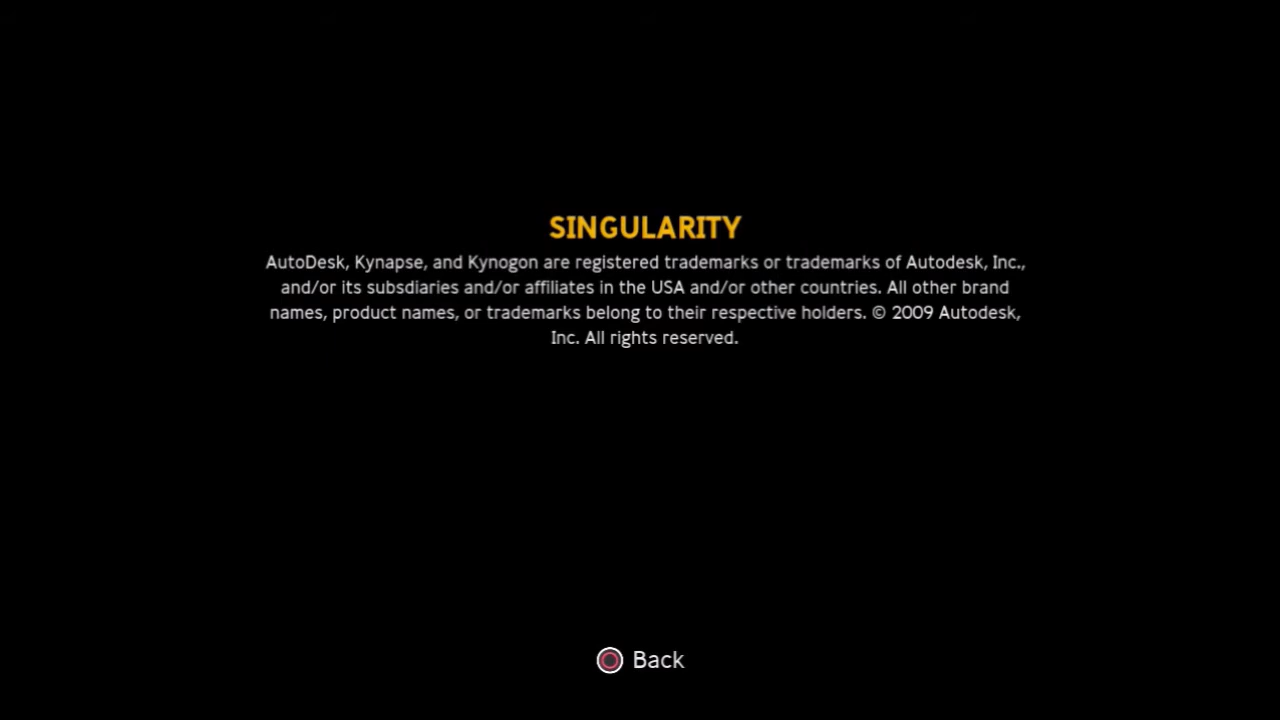 SINGULARITY
AutoDesk, Kynapse, and Kynogon are registered trademarks or trademarks of Autodesk, Inc.,
and/or its subsdiaries and/or affiliates in the USA and/or other countries. All other brand
names, product names, or trademarks belong to their respective holders. © 2009 Autodesk,
Inc. All rights reserved.
Back